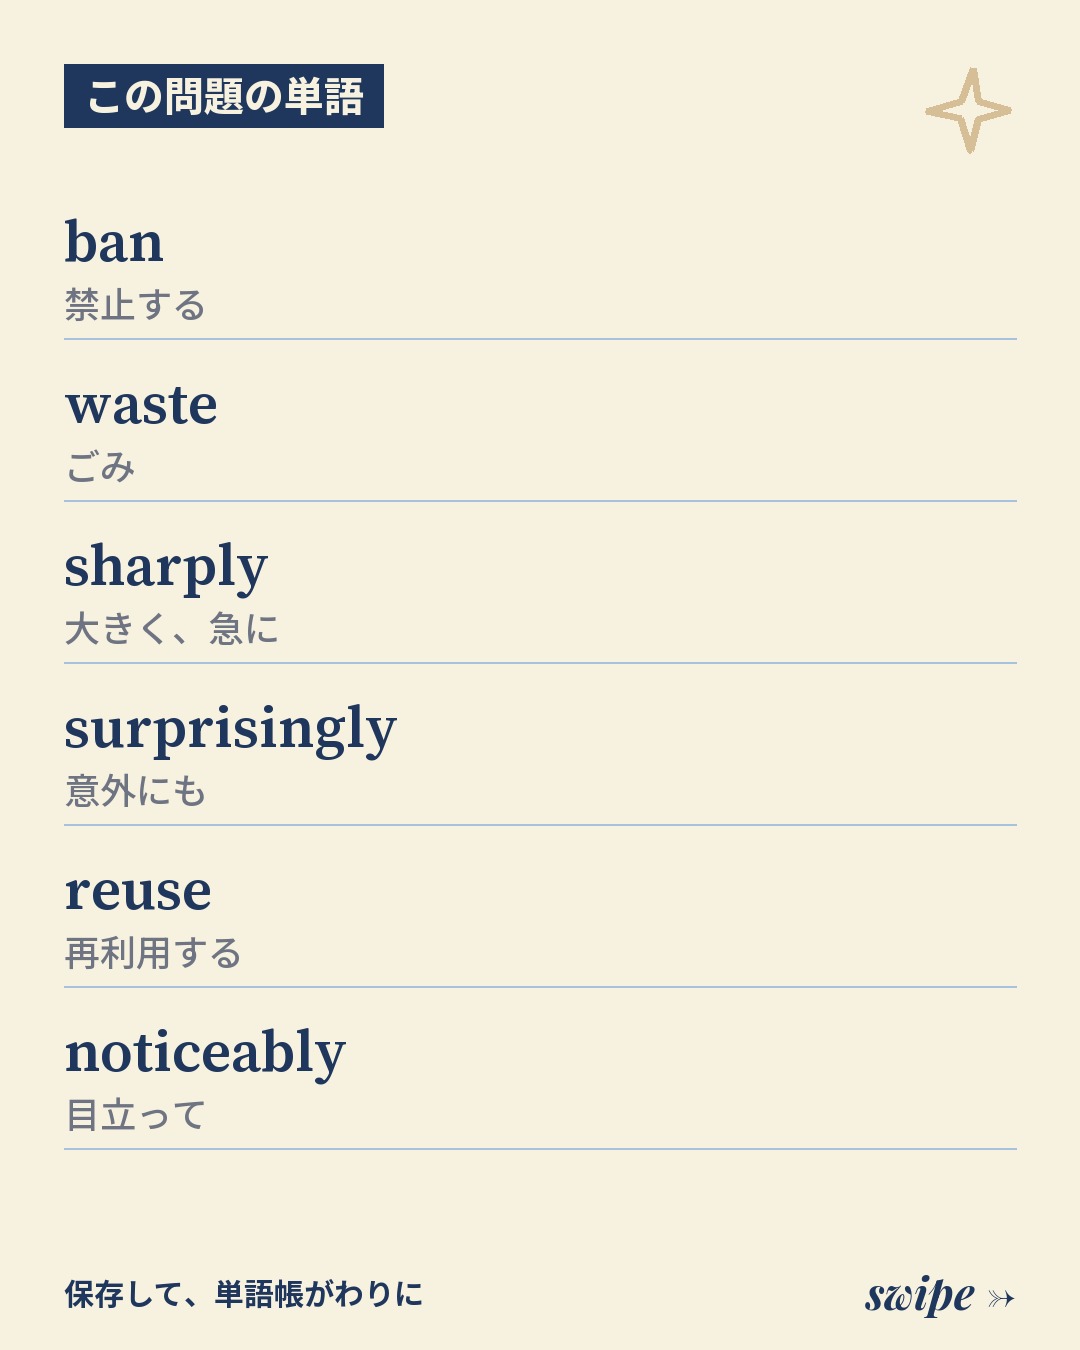 この問題の単語
ban
禁止する
waste
ごみ
sharply
大きく、急に
surprisingly
意外にも
reuse
再利用する
noticeably
目立って
保存して、単語帳がわりに
swipe